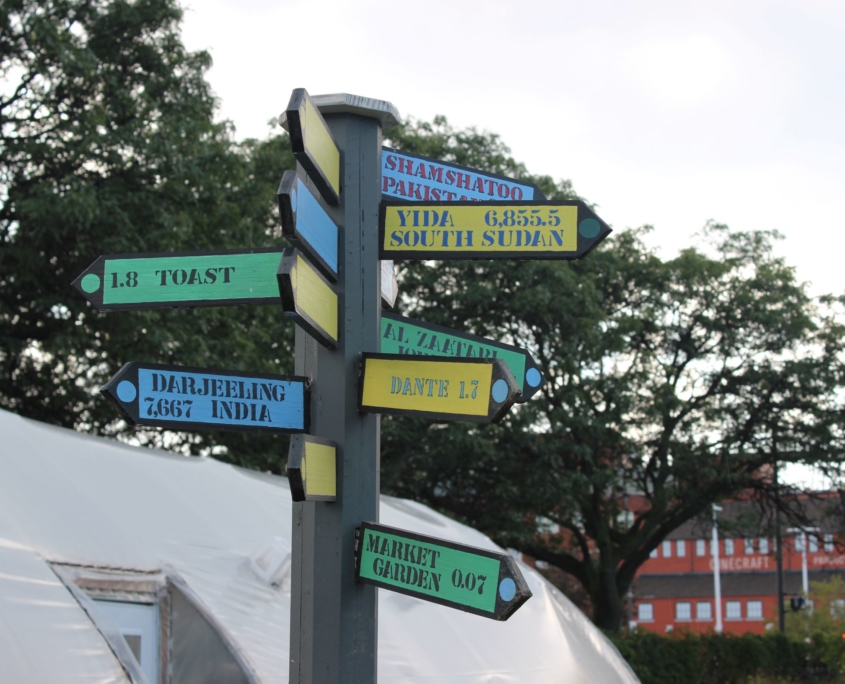 SHAMSHATOO
YIDA 6,855.5
SOUTH SUDAN
1.8 TOAST
AL ZAATARI
DANTE 1.7
DARJEELING
7,667 INDIA
MARKET
GARDEN 0.07
CINECRAFT